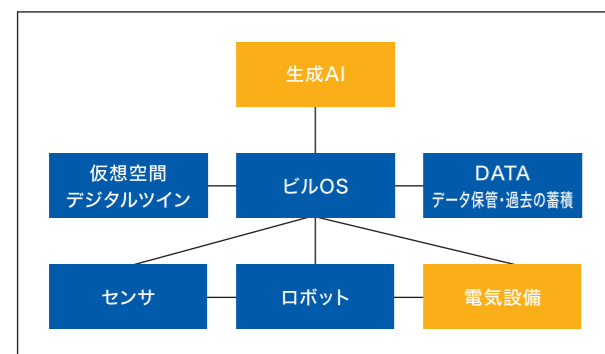 生成AI
仮想空間
デジタルツイン
ビルOS
DATA
データ保管・過去の蓄積
センサ
ロボット
電気設備